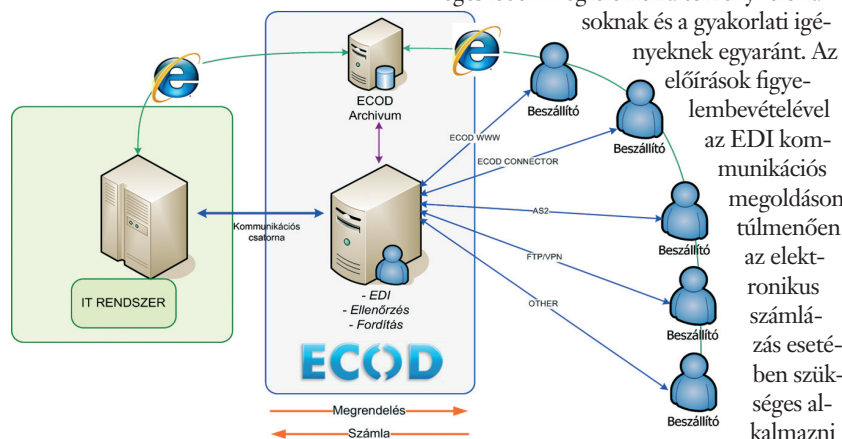 soknak és a gyakorlati igé-
nyeknek egyaránt. Az
előírások figye-
lembevételével
az EDI kom-
munikációs
megoldáson
túlmenően
az elekt-
ronikus
számlá-
zás eseté-
ben szük-
séges al-
kalmazni
ECOD
Archivum
Beszállító
Beszállító
Beszállító
Beszállító
Beszállító
ECOD WWW
ECOD CONNECTOR
AS2
FTP/VPN
OTHER
Kommunikációs
csatorna
IT RENDSZER
- EDI
- Ellenőrzés
- Fordítás
ECOD
Megrendelés
Számla